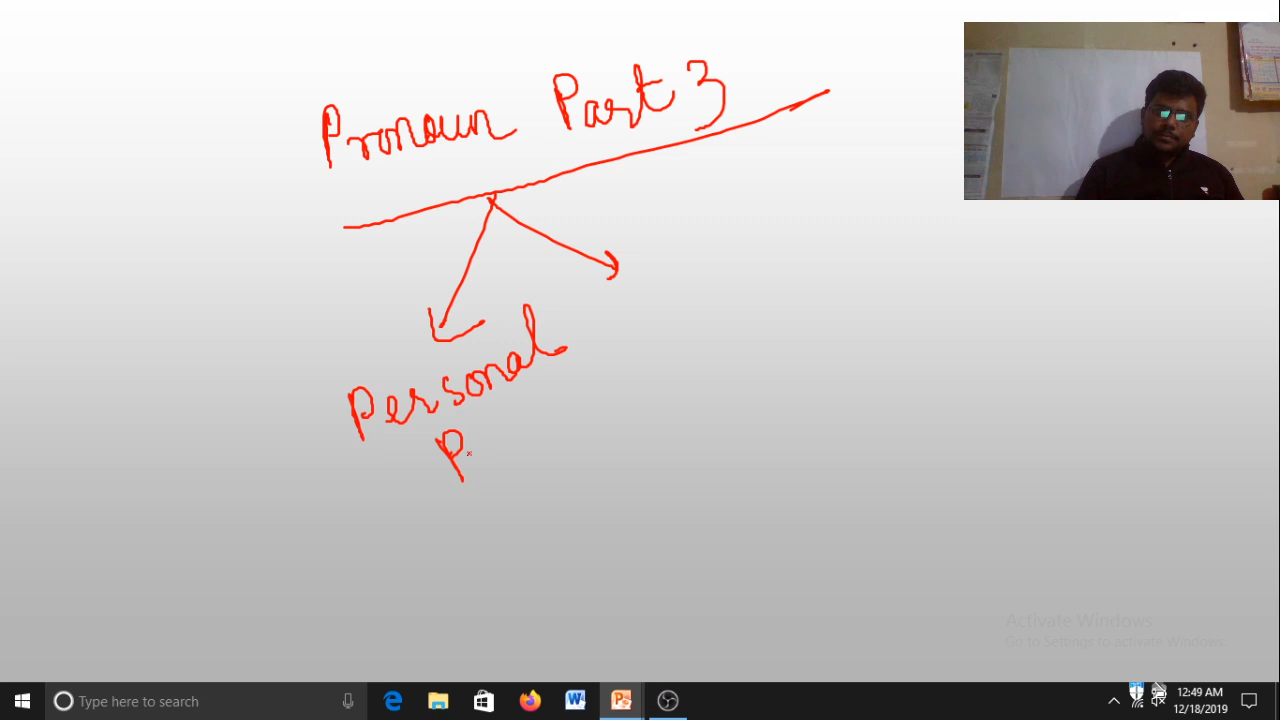 Pronoun Part 3
Personal
P
Activate Windows
Go to Settings to activate Windows.
Type here to search
12:49 AM
12/18/2019